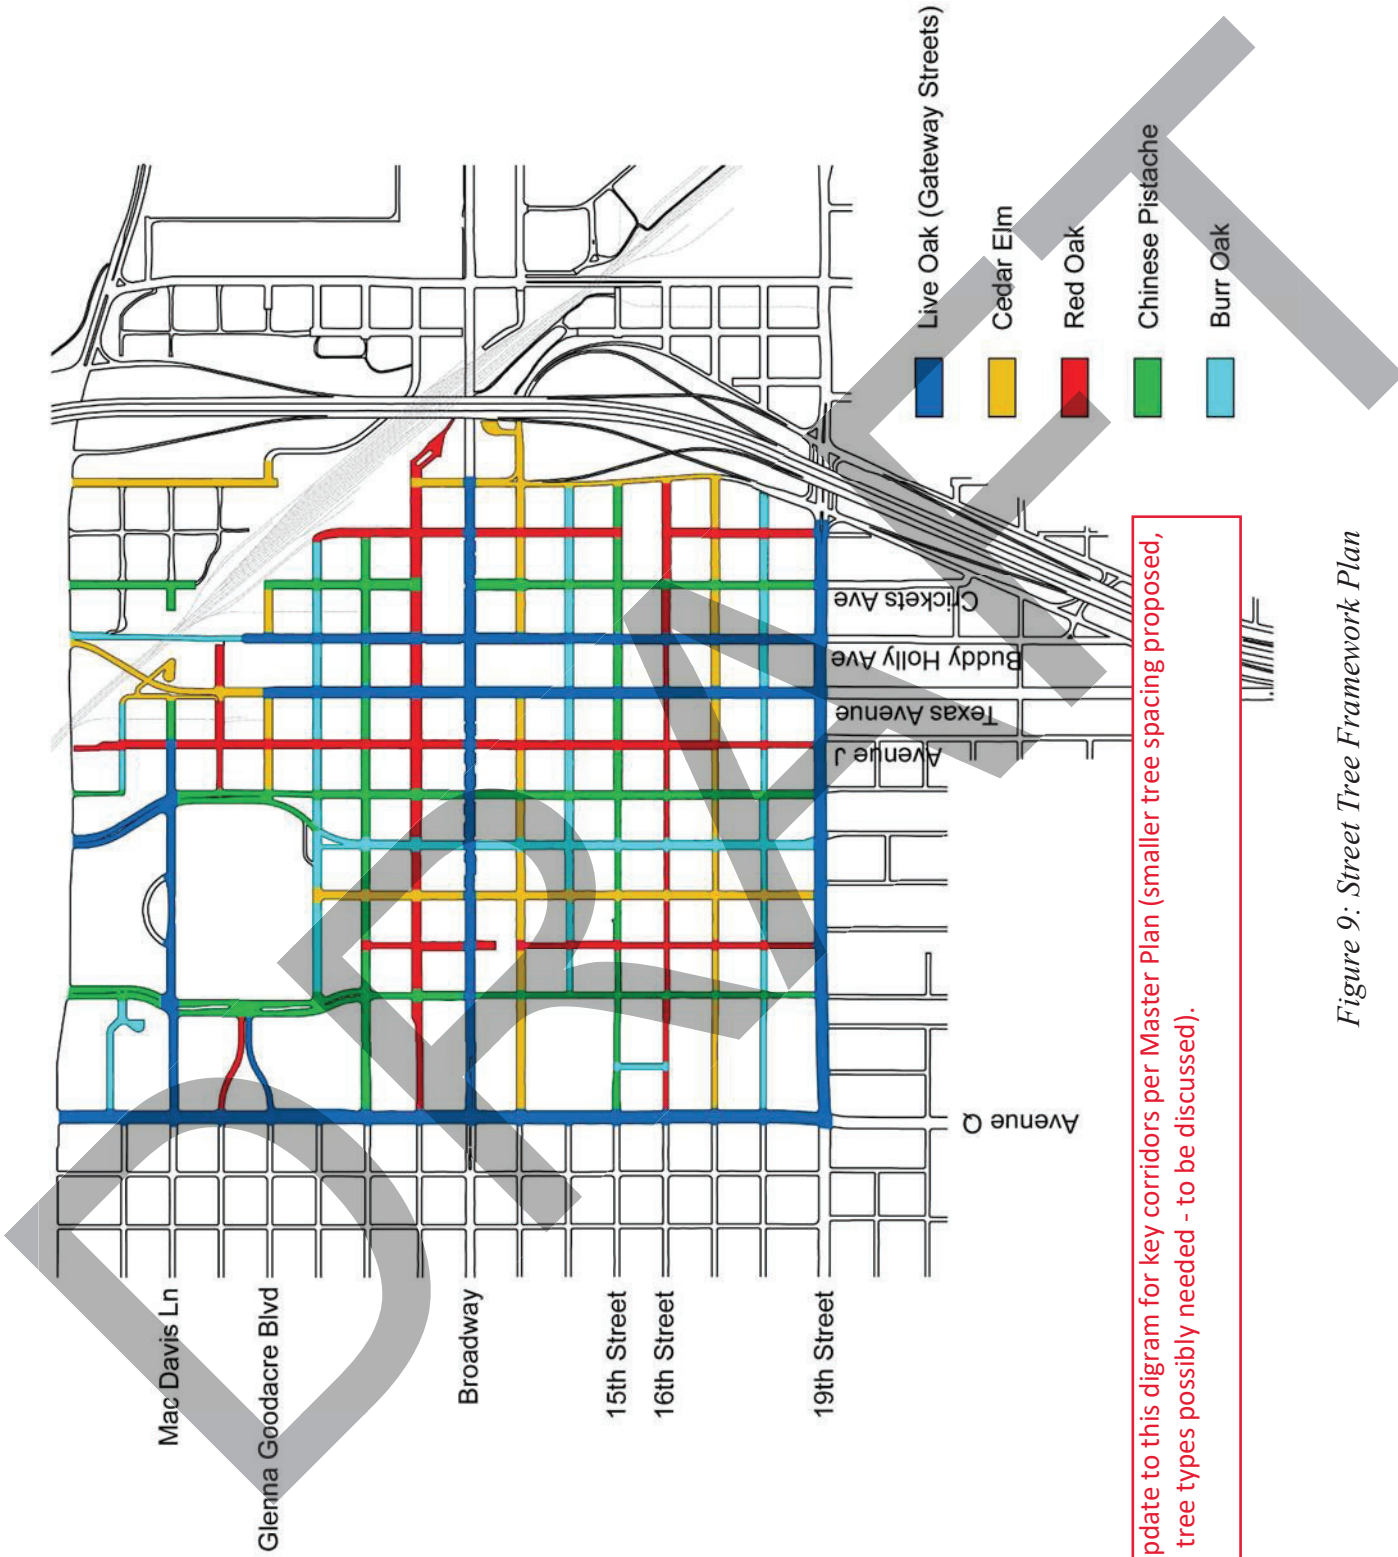 Mac Davis Ln
Glenna Goodacre Blvd
Broadway
15th Street
16th Street
19th Street
Avenue Q
Avenue J
Texas Avenue
Buddy Holly Ave
Crickets Ave
Live Oak (Gateway Streets)
Cedar Elm
Red Oak
Chinese Pistache
Burr Oak
pdate to this digram for key corridors per Master Plan (smaller tree spacing proposed,
tree types possibly needed - to be discussed).
Figure 9: Street Tree Framework Plan
DRAFT